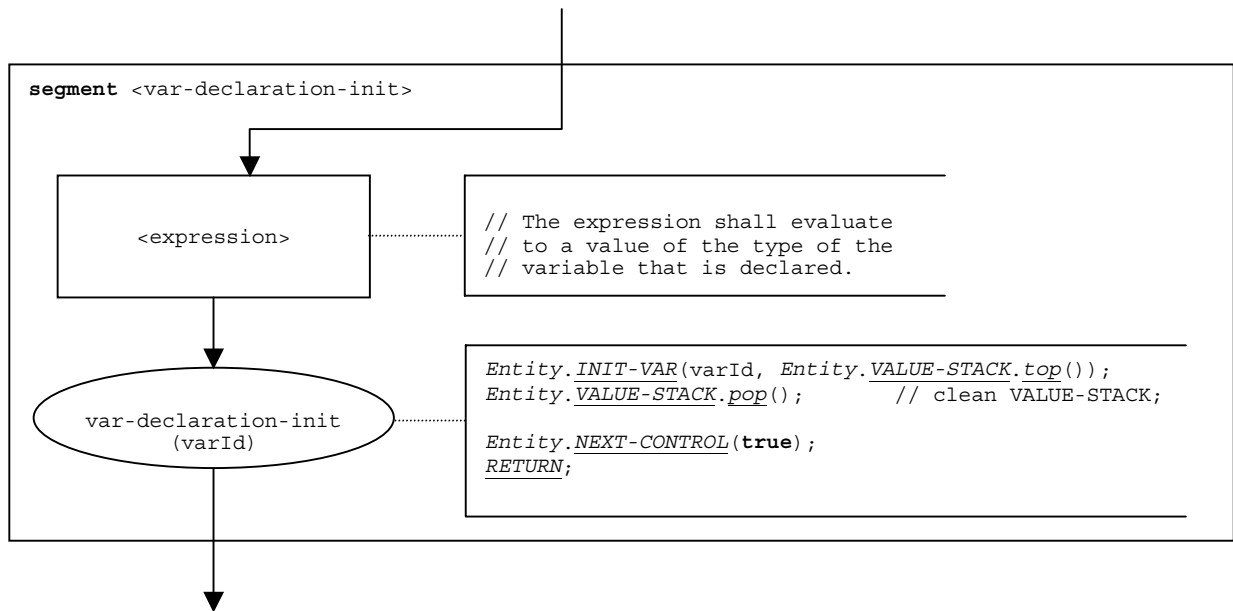 segment <var-declaration-init>
<expression>
// The expression shall evaluate
// to a value of the type of the
// variable that is declared.
var-declaration-init
(varId)
Entity.INIT-VAR(varId, Entity.VALUE-STACK.top());
Entity.VALUE-STACK.pop();        // clean VALUE-STACK;
Entity.NEXT-CONTROL(true);
RETURN;